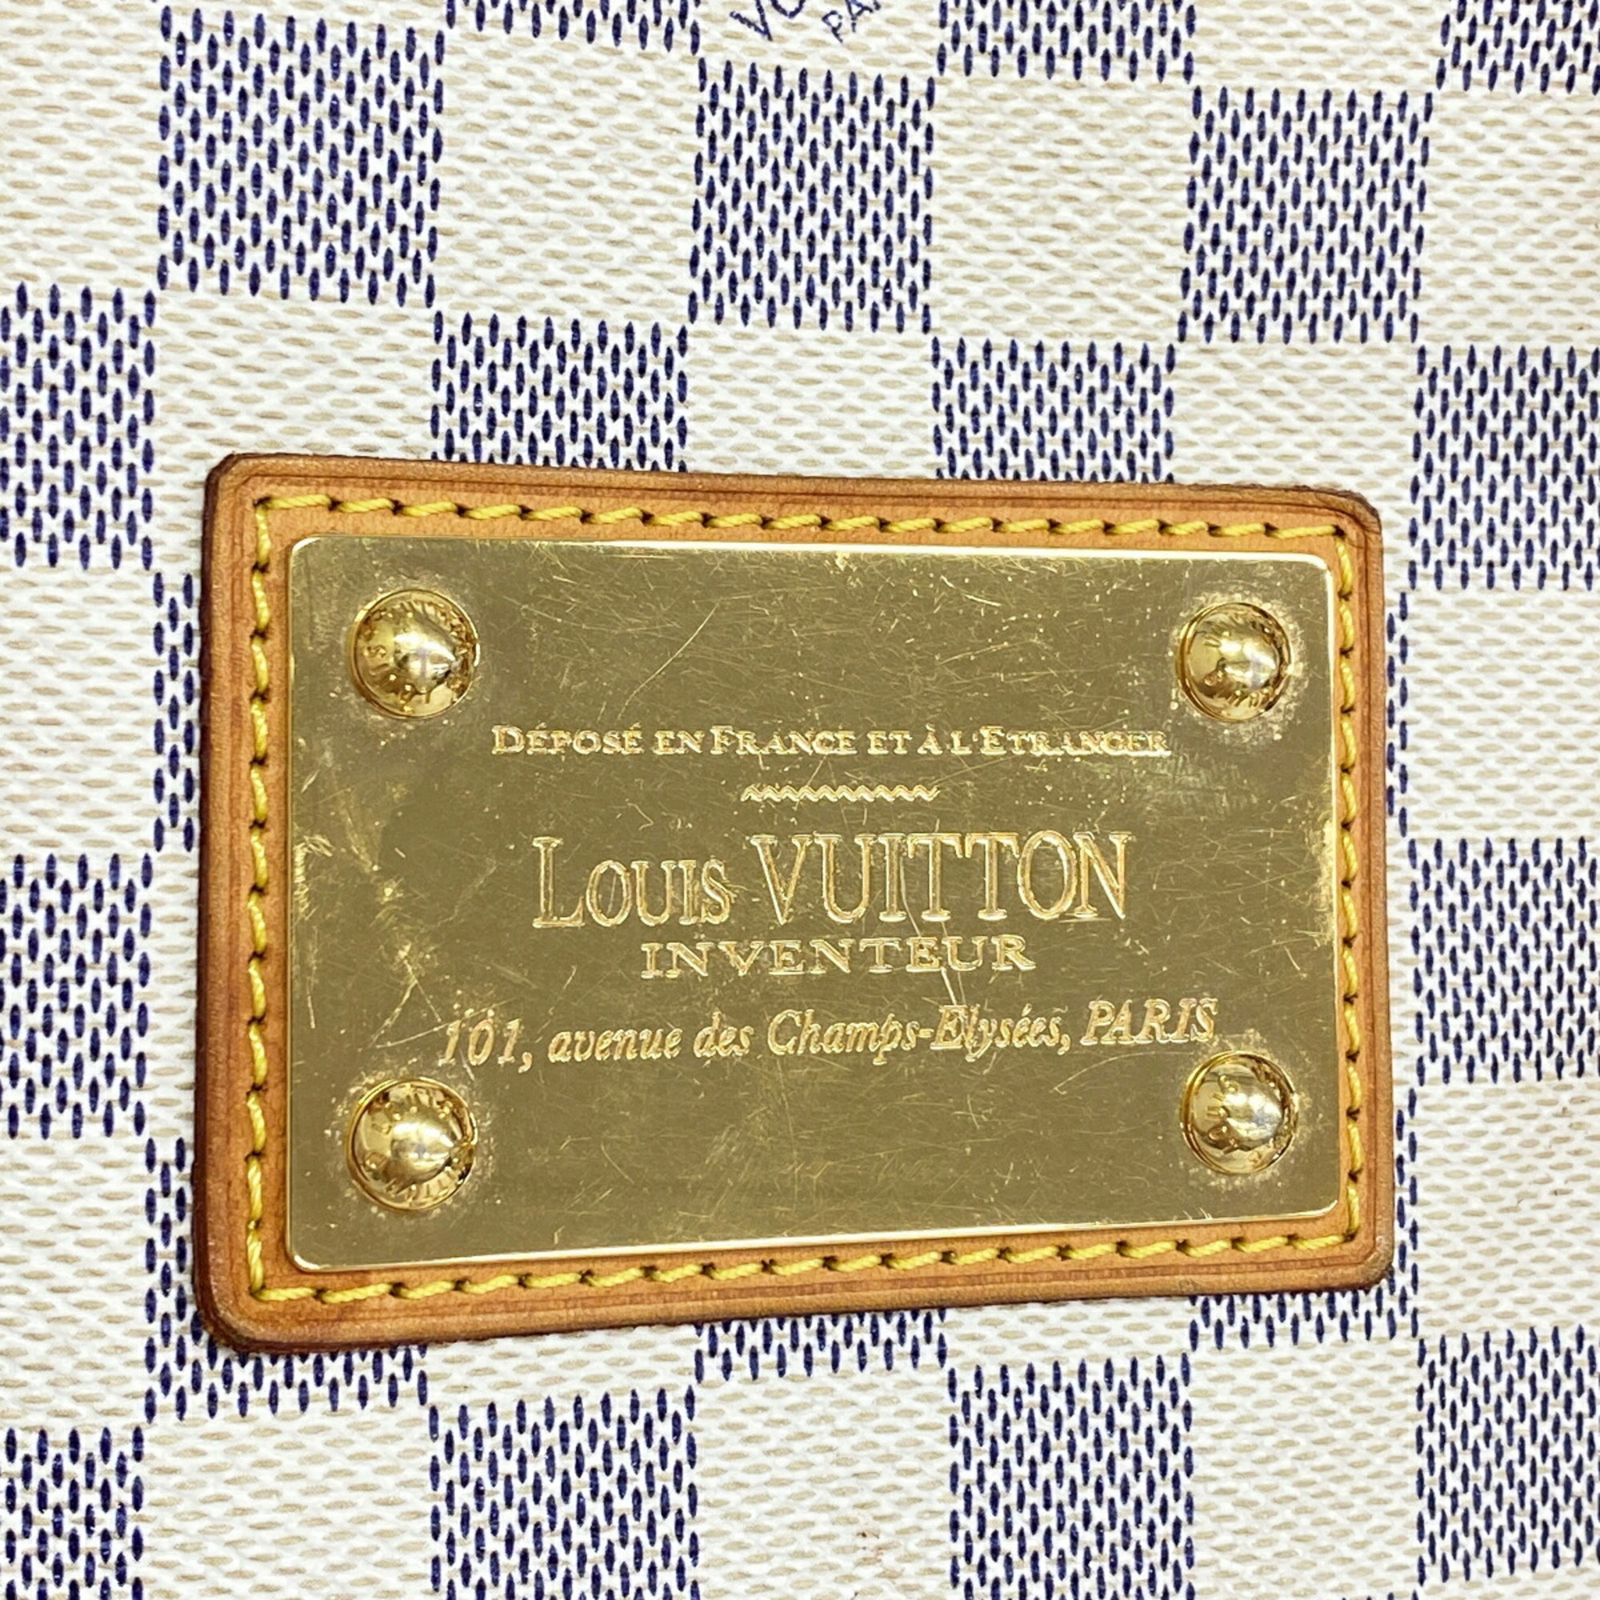 DÉPOSÉ EN FRANCE ET À L'ETRANGER
LOUIS VUITTON
INVENTEUR
101, avenue des Champs-Elysées, PARIS